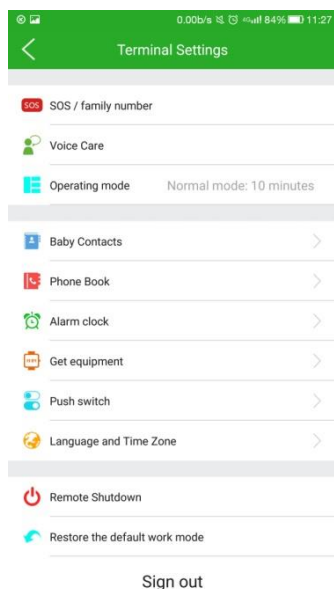 0.00b/s 4G 84% 11:27
Terminal Settings
SOS SOS / family number
Voice Care
Operating mode Normal mode: 10 minutes
Baby Contacts
Phone Book
Alarm clock
Get equipment
Push switch
Language and Time Zone
Remote Shutdown
Restore the default work mode
Sign out